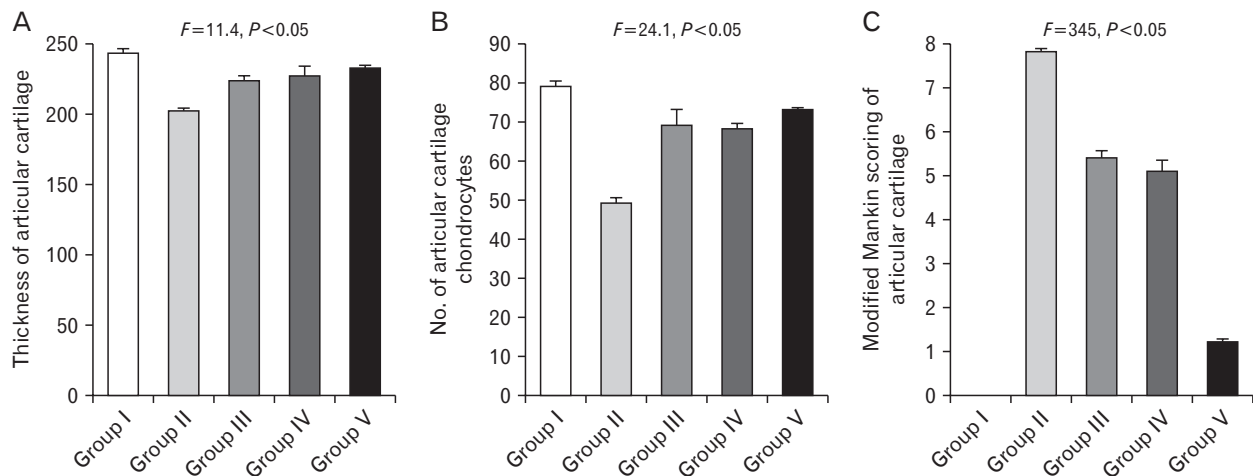 A
F=11.4, P<0.05
Thickness of articular cartilage
250
200
150
100
50
0
Group I
Group II
Group III
Group IV
Group V
B
F=24.1, P<0.05
No. of articular cartilage
chondrocytes
90
80
70
60
50
40
30
20
10
0
Group I
Group II
Group III
Group IV
Group V
C
F=345, P<0.05
Modified Mankin scoring of
articular cartilage
8
7
6
5
4
3
2
1
0
Group I
Group II
Group III
Group IV
Group V